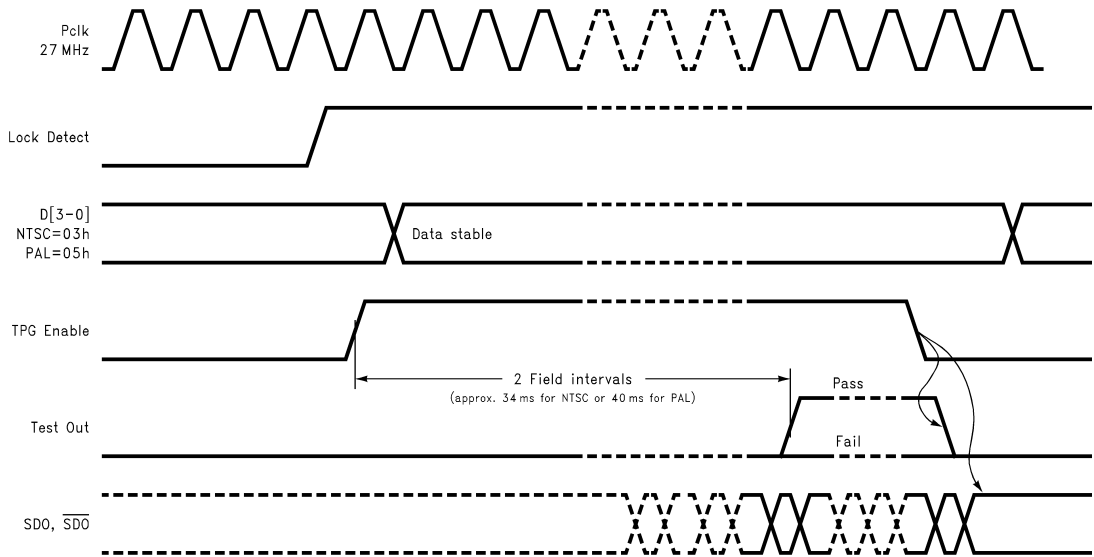 Pclk
27 MHz
Lock Detect
D[3-0]
NTSC=03h
PAL=05h
Data stable
TPG Enable
2 Field intervals
(approx. 34 ms for NTSC or 40 ms for PAL)
Pass
Test Out
Fail
SDO, S̅D̅O̅